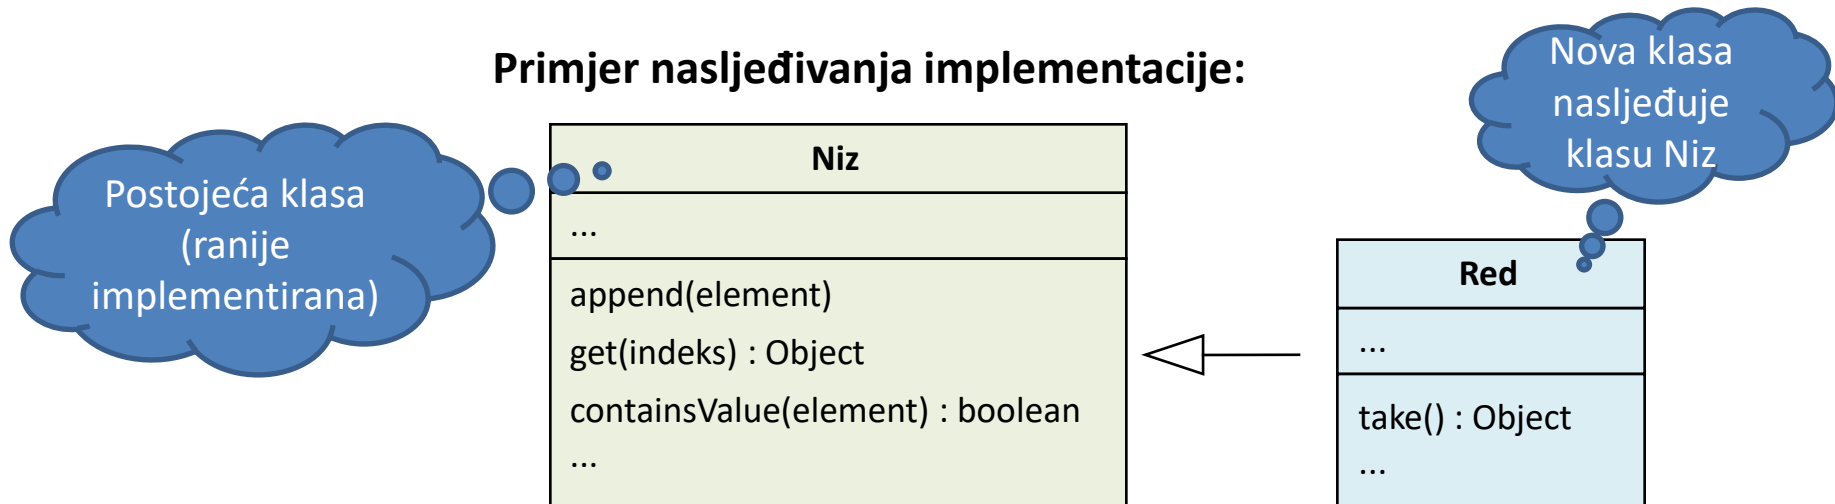 Primjer nasljeđivanja implementacije:
Postojeća klasa
(ranije
implementirana)
Niz
...
append(element)
get(indeks) : Object
containsValue(element) : boolean
...
Nova klasa
nasljeđuje
klasu Niz
Red
...
take() : Object
...